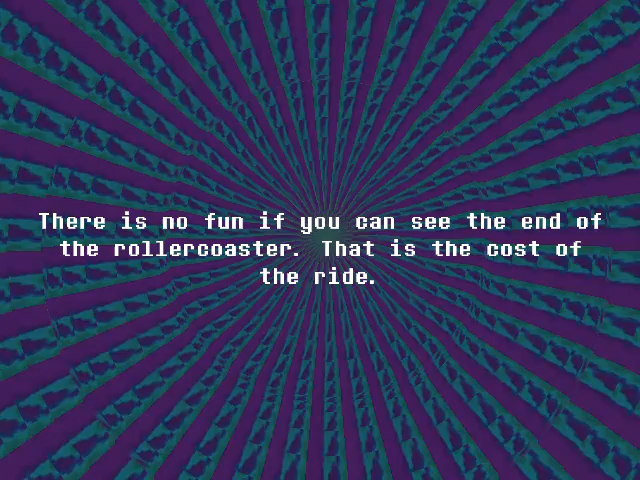 There is no fun if you can see the end of
the rollercoaster. That is the cost of
the ride.